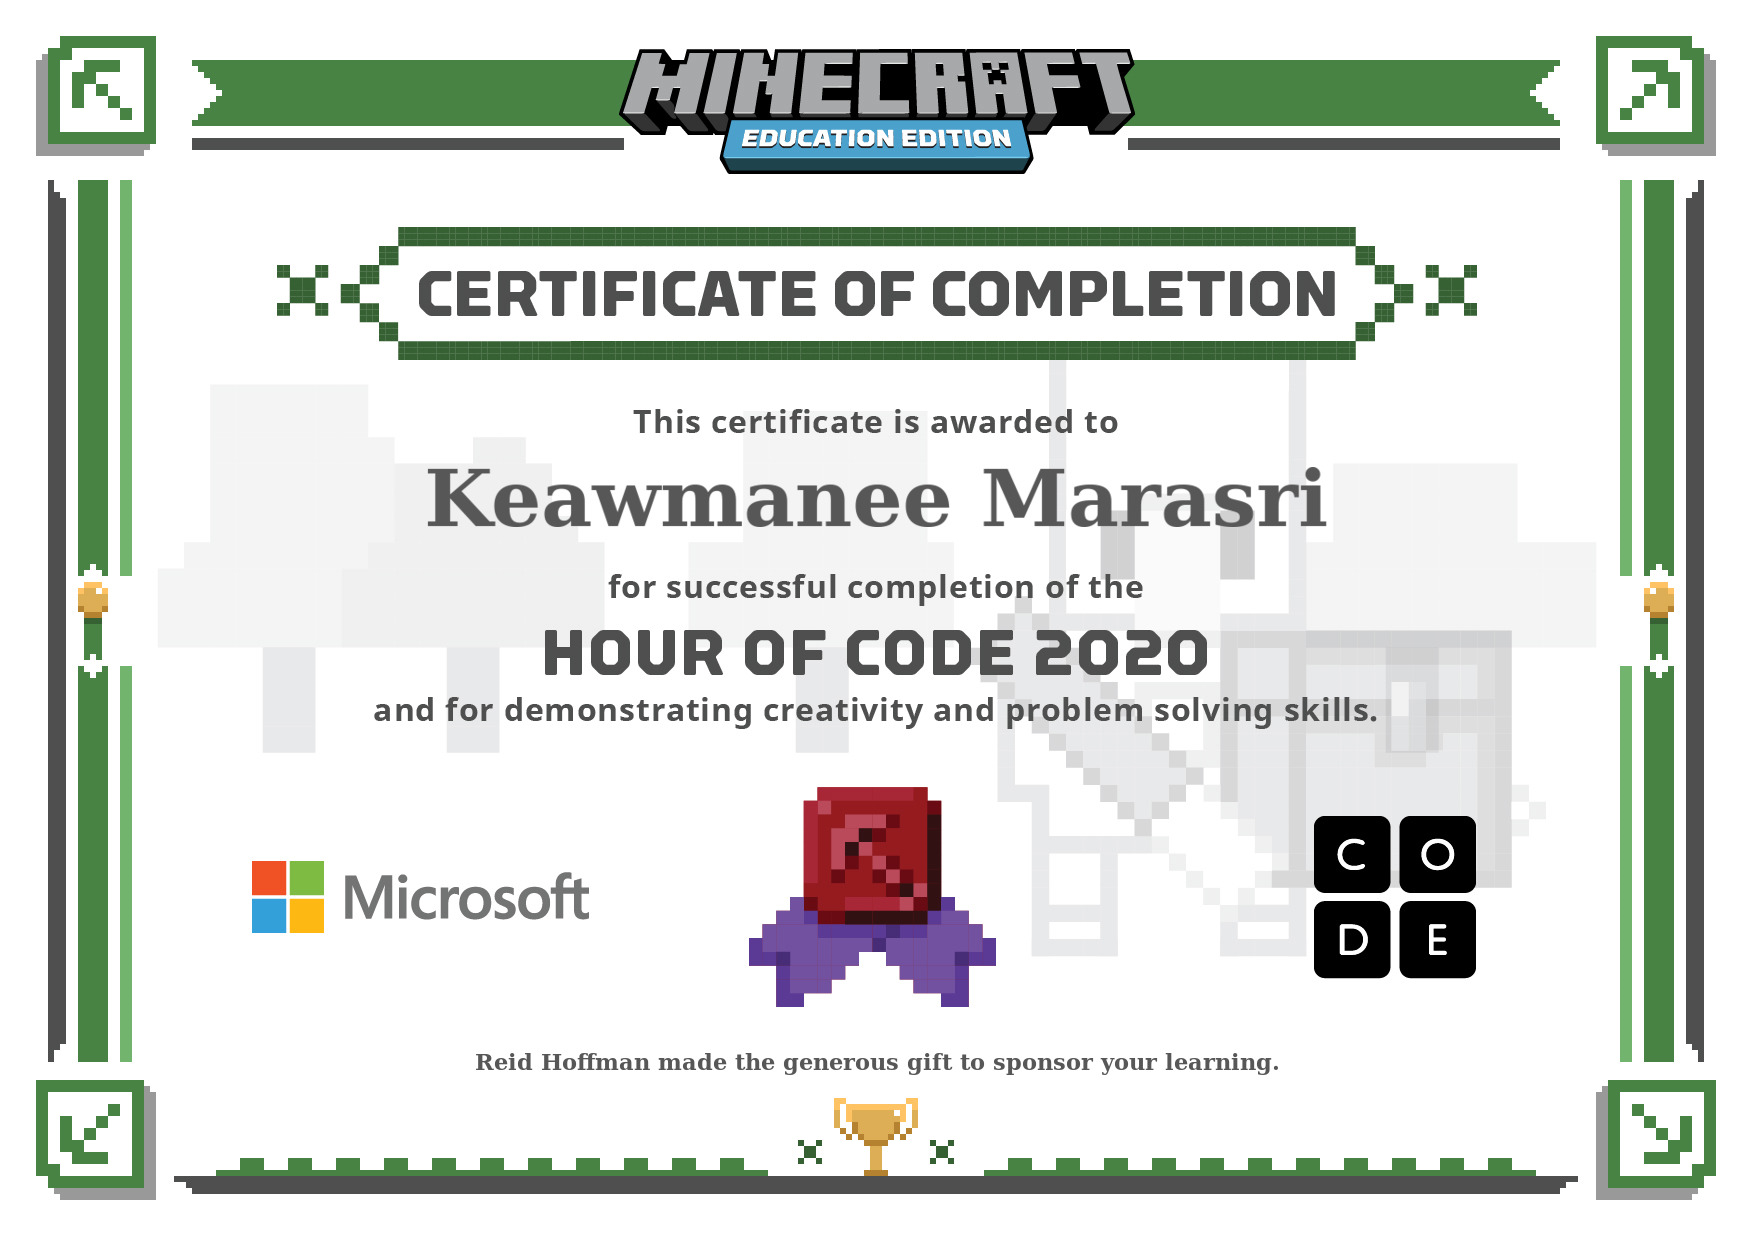 MINECRAFT
EDUCATION EDITION
CERTIFICATE OF COMPLETION
This certificate is awarded to
Keawmanee Marasri
for successful completion of the
HOUR OF CODE 2020
and for demonstrating creativity and problem solving skills.
Microsoft
C O
D E
Reid Hoffman made the generous gift to sponsor your learning.